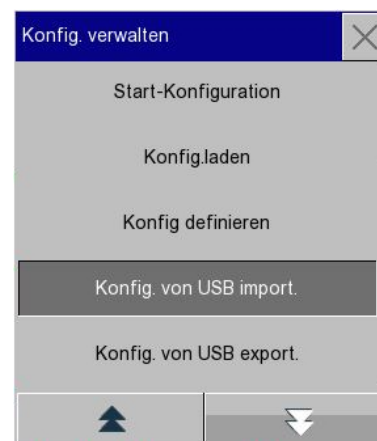 Konfig. verwalten
Start-Konfiguration
Konfig.laden
Konfig definieren
Konfig. von USB import.
Konfig. von USB export.